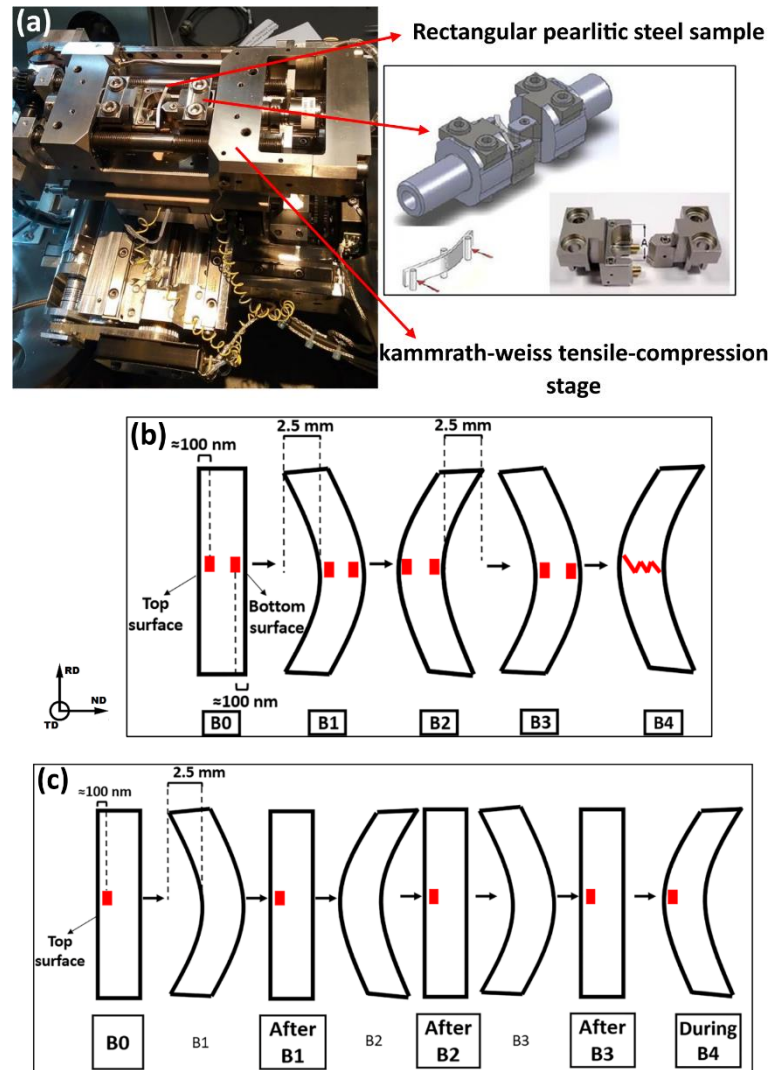 (a)
Rectangular pearlitic steel sample
kammrath-weiss tensile-compression
stage
(b)
2.5 mm
2.5 mm
≈100 nm
Top
surface
Bottom
surface
≈100 nm
RD
TD
ND
B0
B1
B2
B3
B4
(c)
2.5 mm
≈100 nm
Top
surface
B0
B1
After
B1
B2
After
B2
B3
After
B3
During
B4